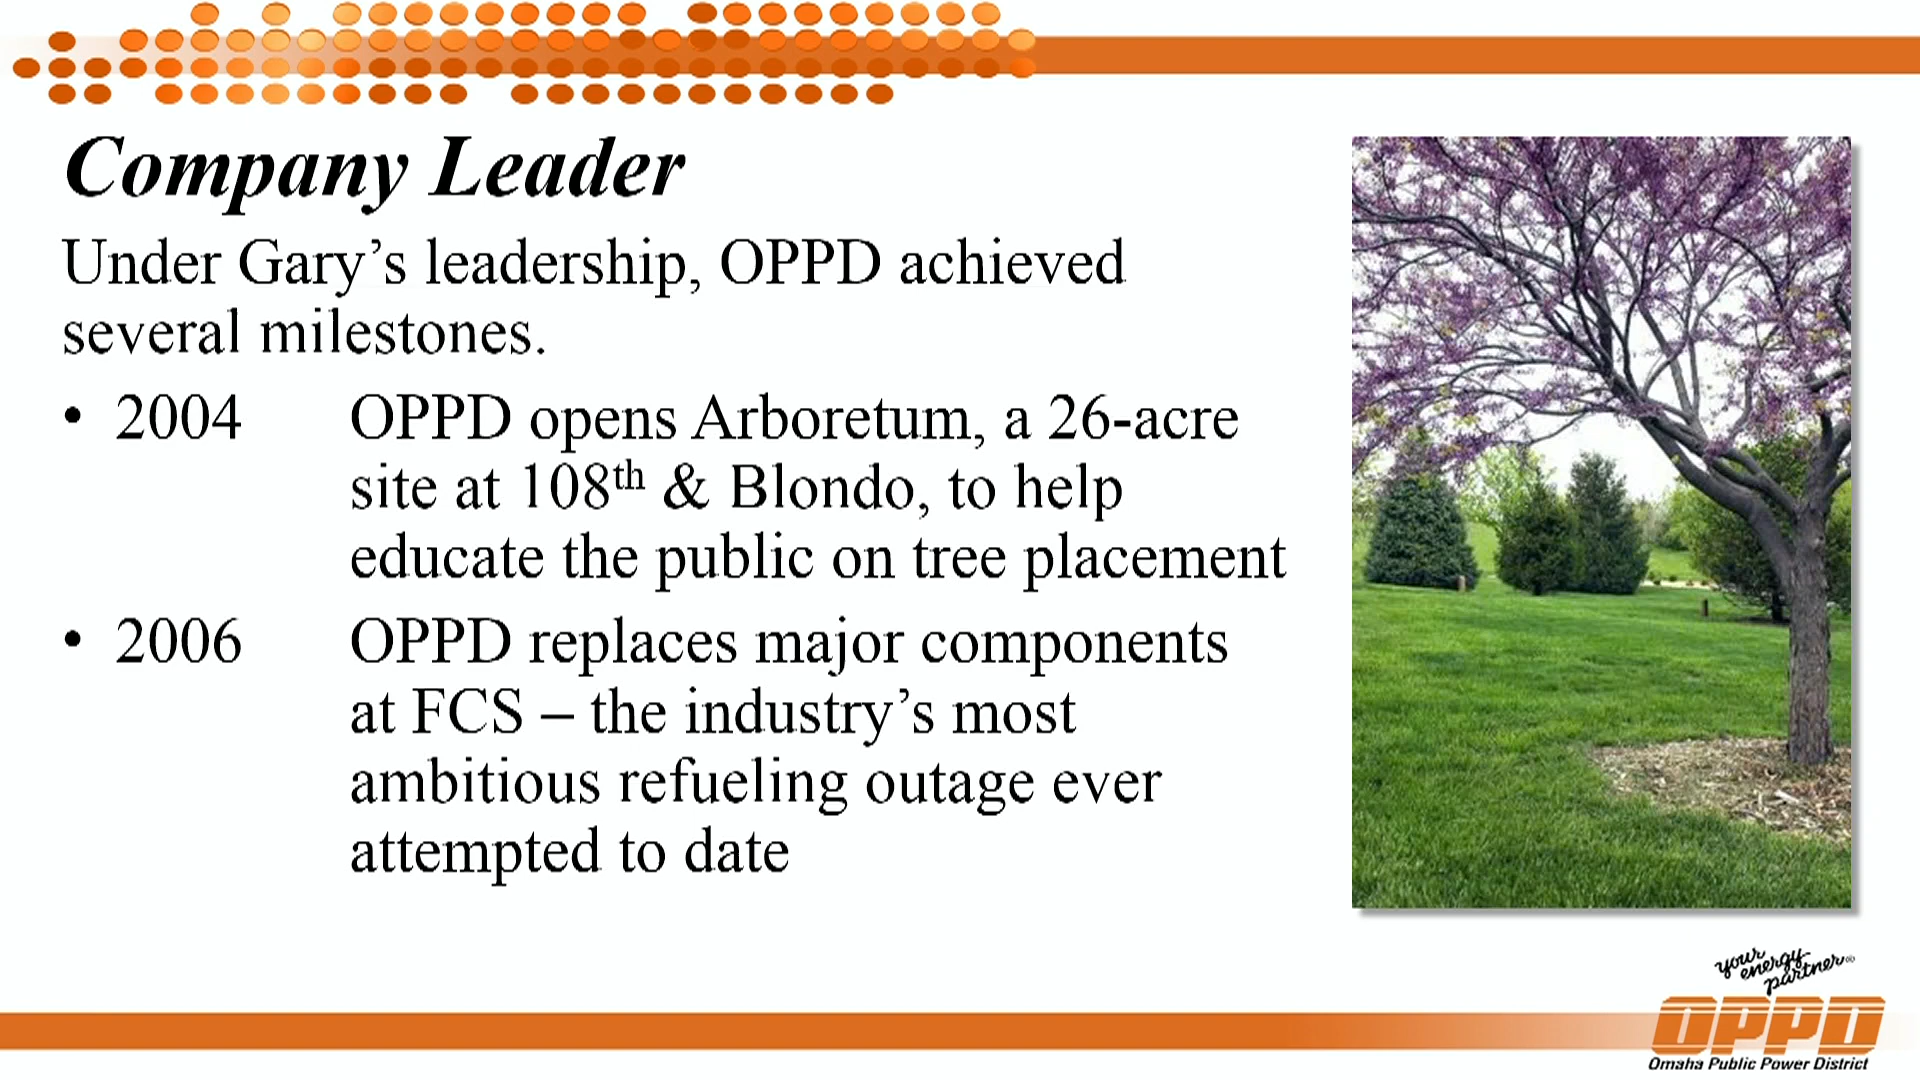 Company Leader
Under Gary’s leadership, OPPD achieved
several milestones.
• 2004 OPPD opens Arboretum, a 26-acre
site at 108th & Blondo, to help
educate the public on tree placement
• 2006 OPPD replaces major components
at FCS – the industry’s most
ambitious refueling outage ever
attempted to date
your
energy
partner®
OPPD
Omaha Public Power District